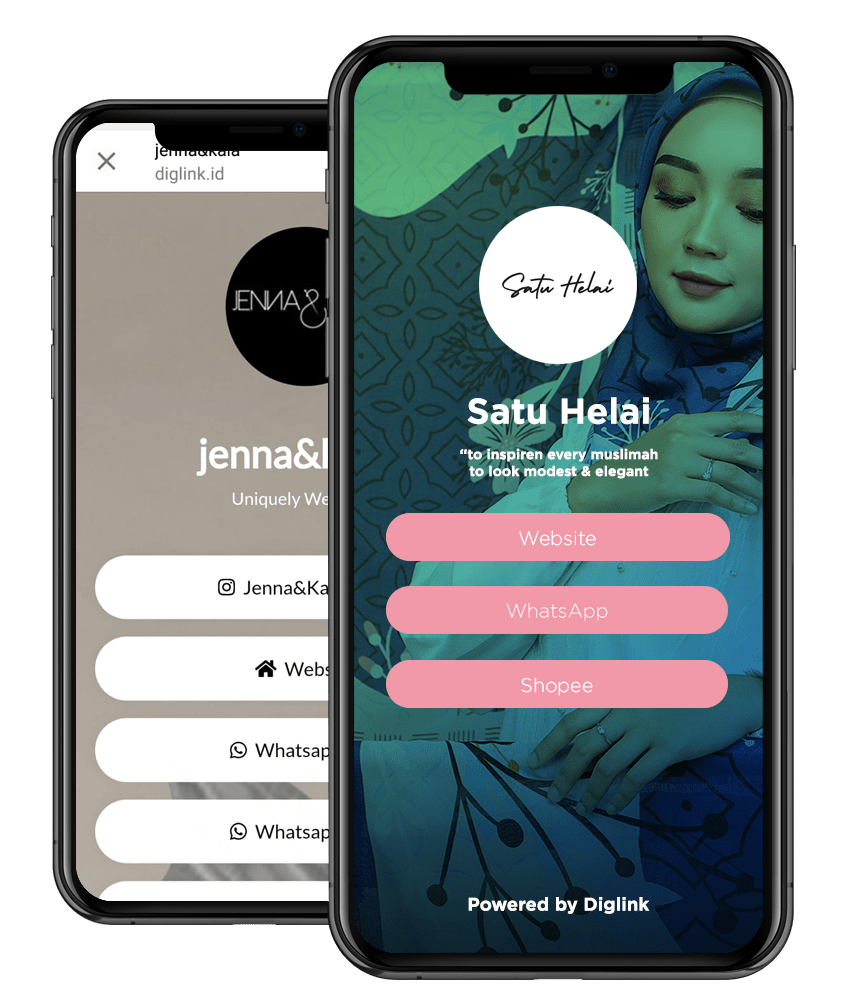 jenna&kala
diglink.id
JENNA&
jenna&
Uniquely We
Jenna&Ka
Webs
Whatsap
Whatsap
Satu Helai
Satu Helai
“to inspiren every muslimah
to look modest & elegant
Website
WhatsApp
Shopee
Powered by Diglink